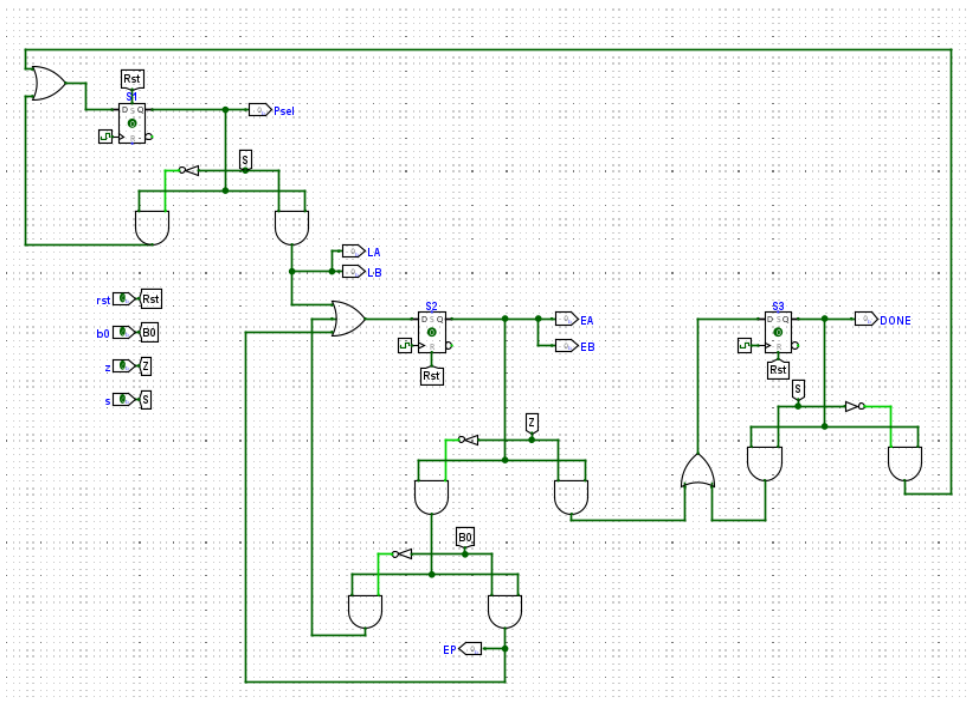 Rst
S1
D S Q
R
Psel
S
LA
LB
rst Rst
b0 B0
z Z
s S
S2
D S Q
R
EA
EB
Rst
S3
D S Q
R
DONE
Rst
S
Z
B0
EP